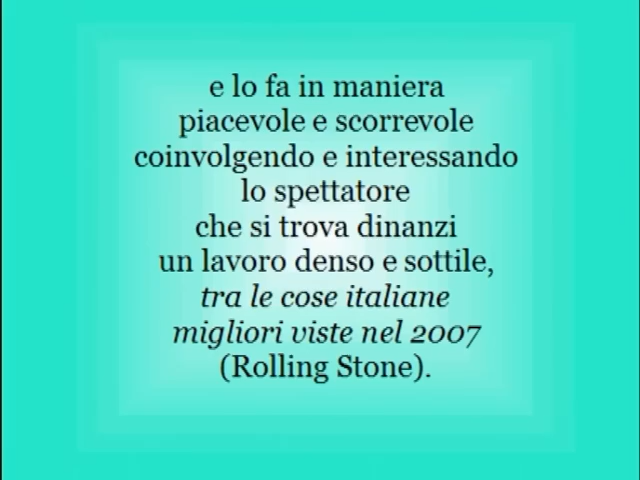 e lo fa in maniera
piacevole e scorrevole
coinvolgendo e interessando
lo spettatore
che si trova dinanzi
un lavoro denso e sottile,
tra le cose italiane
migliori viste nel 2007
(Rolling Stone).